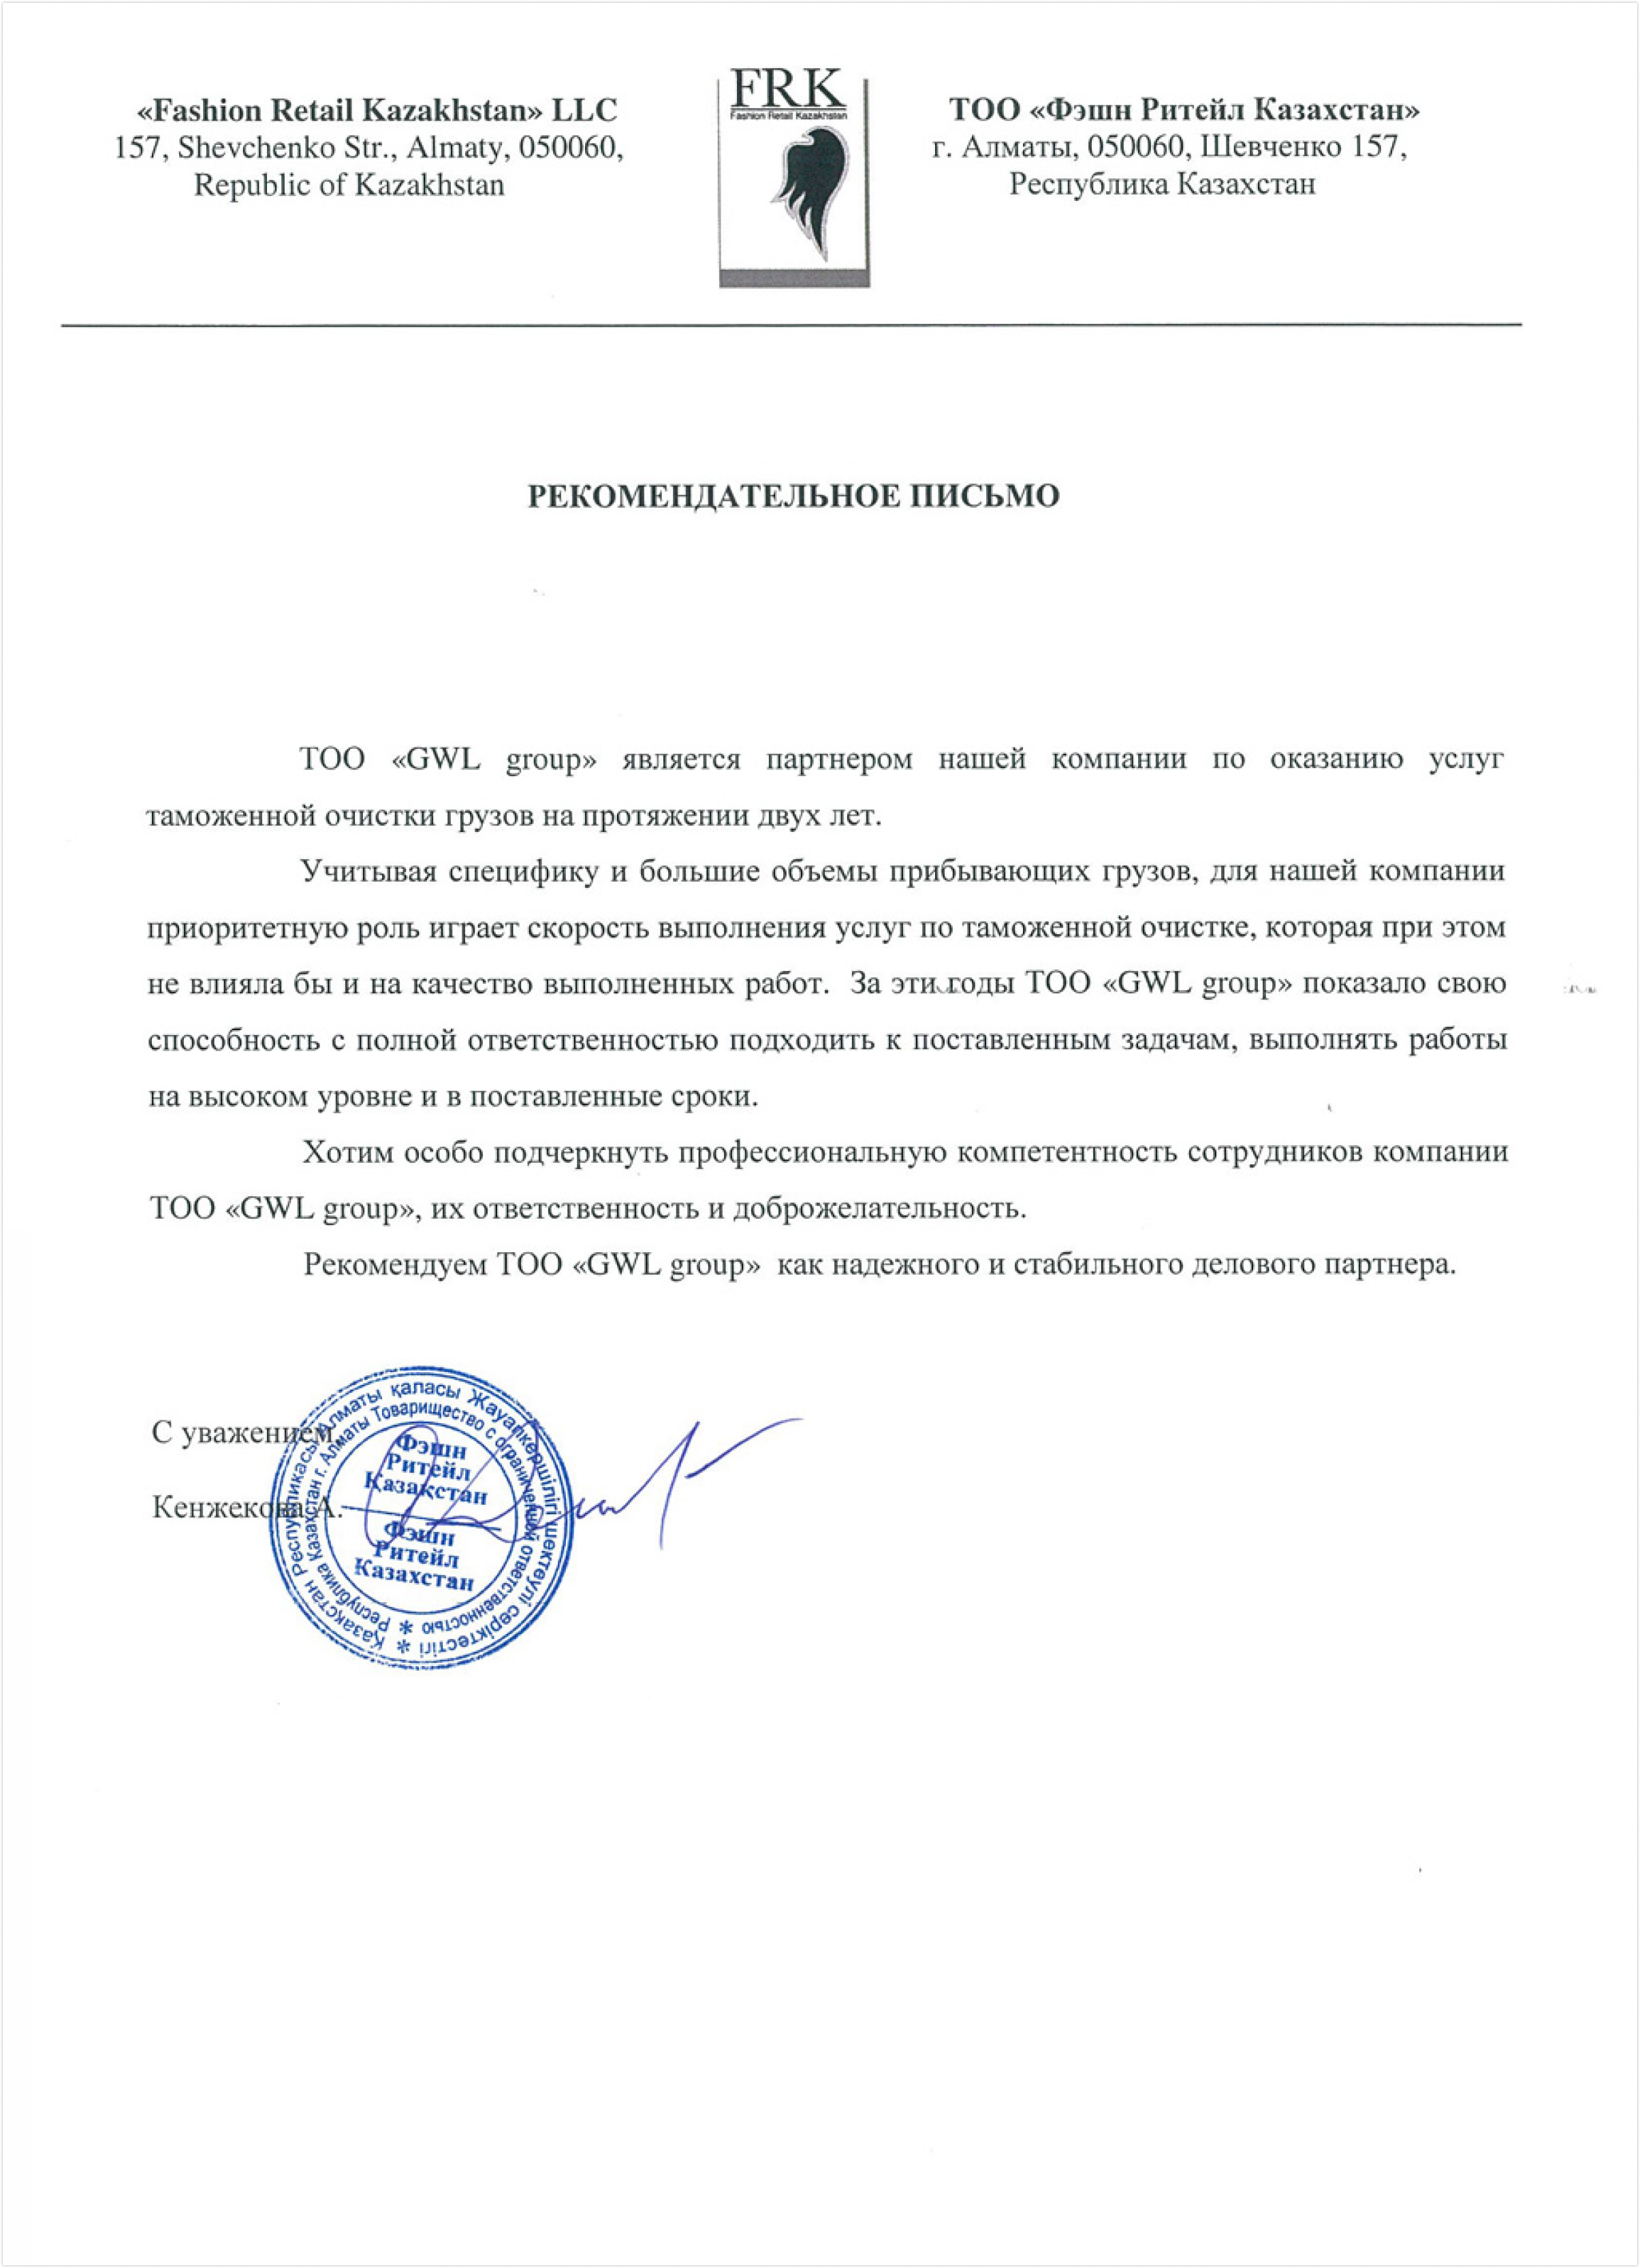 «Fashion Retail Kazakhstan» LLC
157, Shevchenko Str., Almaty, 050060,
Republic of Kazakhstan
FRK
Fashion Retail Kazakhstan
ТОО «Фэшн Ритейл Казахстан»
г. Алматы, 050060, Шевченко 157,
Республика Казахстан
РЕКОМЕНДАТЕЛЬНОЕ ПИСЬМО
ТОО «GWL group» является партнером нашей компании по оказанию услуг
таможенной очистки грузов на протяжении двух лет.
Учитывая специфику и большие объемы прибывающих грузов, для нашей компании
приоритетную роль играет скорость выполнения услуг по таможенной очистке, которая при этом
не влияла бы и на качество выполненных работ. За эти годы ТОО «GWL group» показало свою
способность с полной ответственностью подходить к поставленным задачам, выполнять работы
на высоком уровне и в поставленные сроки.
Хотим особо подчеркнуть профессиональную компетентность сотрудников компании
ТОО «GWL group», их ответственность и доброжелательность.
Рекомендуем ТОО «GWL group» как надежного и стабильного делового партнера.
С уважением,
Кенжекова А.
Қазақстан Республикасы Алматы қаласы Жауапкершілігі шектеулі серіктестігі
Республика Казахстан г. Алматы Товарищество с ограниченной ответственностью
Фэшн
Ритейл
Қазақстан
Фэшн
Ритейл
Казахстан